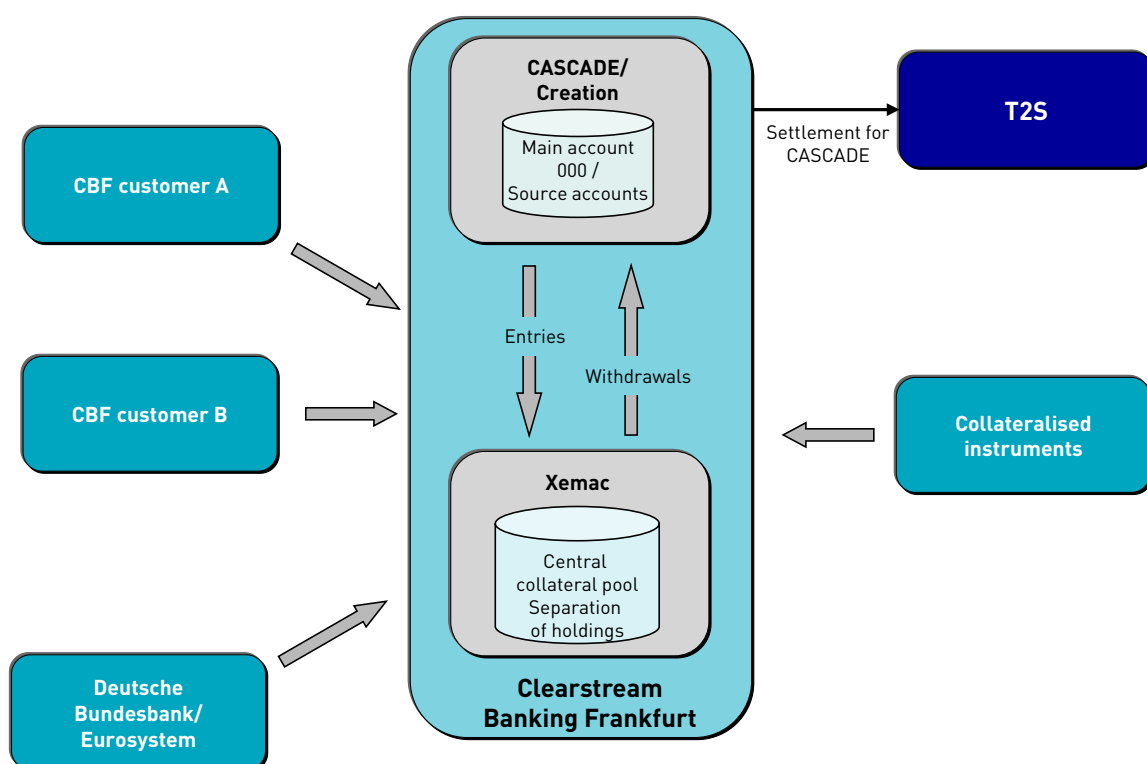 CASCADE/
Creation
Main account
000 /
Source accounts
T2S
Settlement for
CASCADE
CBF customer A
Entries
Withdrawals
CBF customer B
Collateralised
instruments
Xemac
Central
collateral pool
Separation
of holdings
Deutsche
Bundesbank/
Eurosystem
Clearstream
Banking Frankfurt